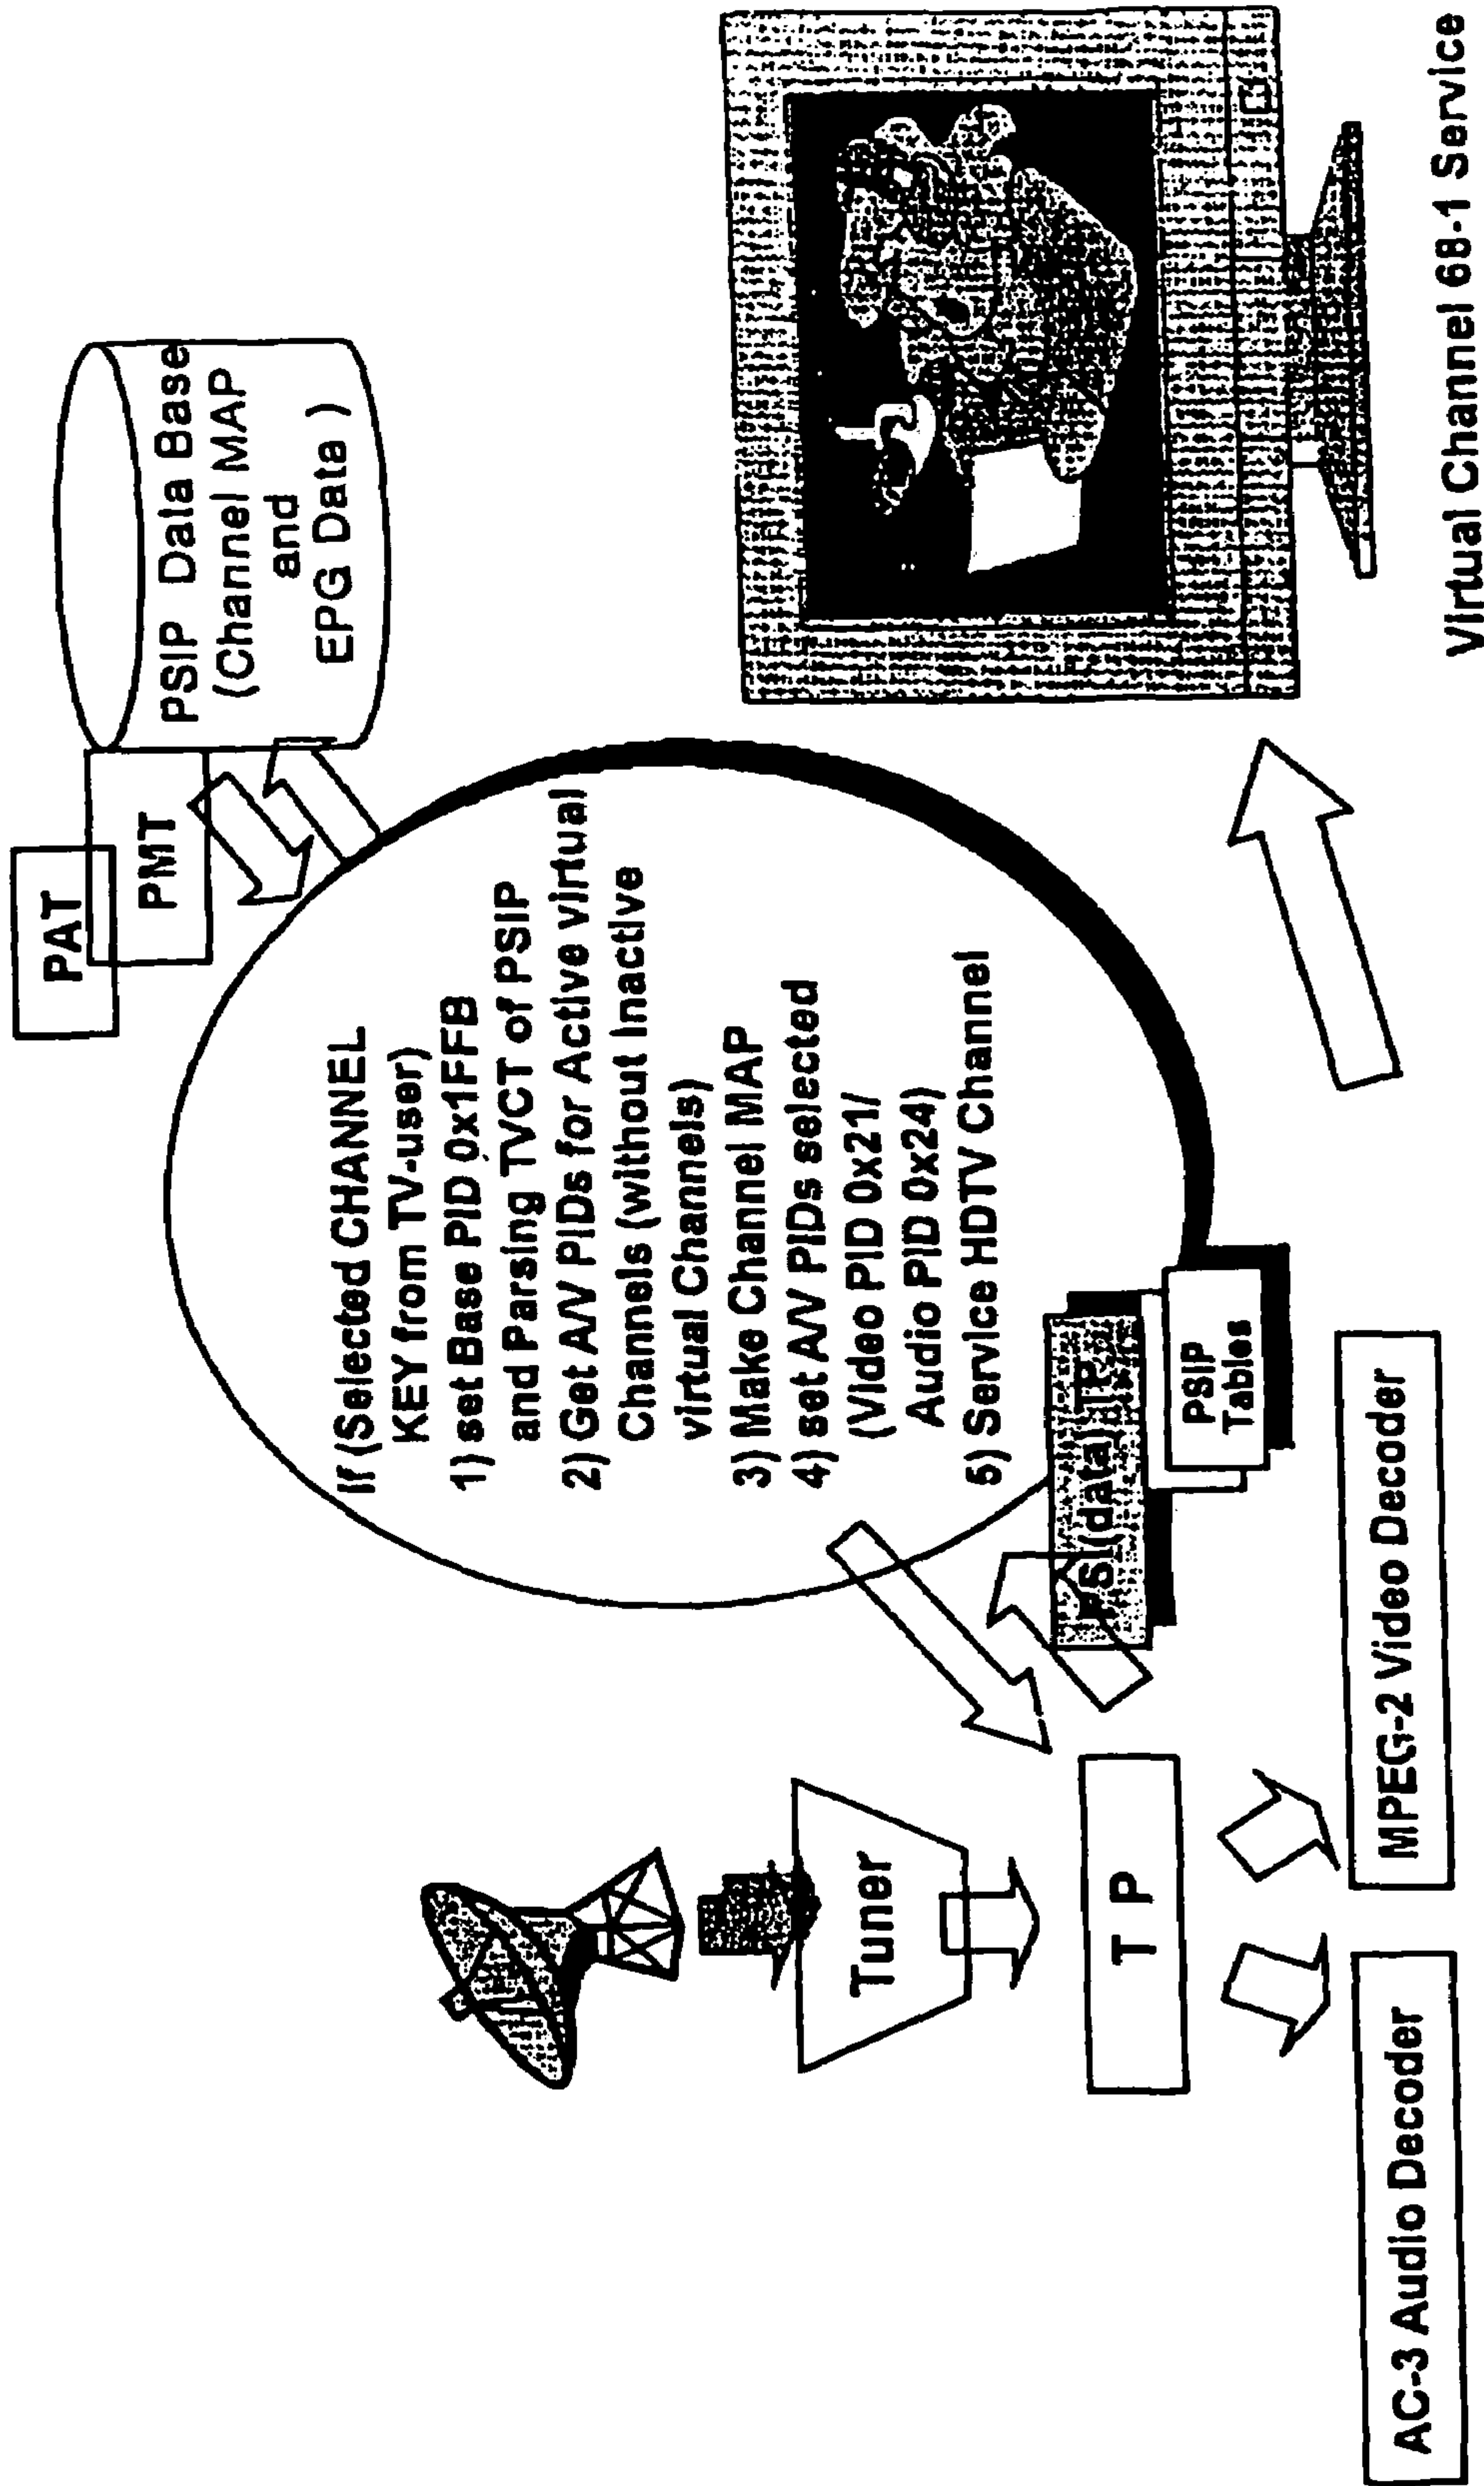 PAT
PMT
PSIP Data Base
(Channel MAP
and
EPG Data )
If (Selected CHANNEL
KEY from TV-user)
1) set Base PID 0x1FFB
and Parsing TVCT of PSIP
2) Get A/V PIDs for Active virtual
Channels (without Inactive
virtual Channels)
3) Make Channel MAP
4) set A/V PIDs selected
(Video PID 0x21/
Audio PID 0x24)
5) Service HDTV Channel
Tuner
T P
PSI(data)TP
PSIP
Tables
AC-3 Audio Decoder
MPEG-2 Video Decoder
Virtual Channel 68-1 Service